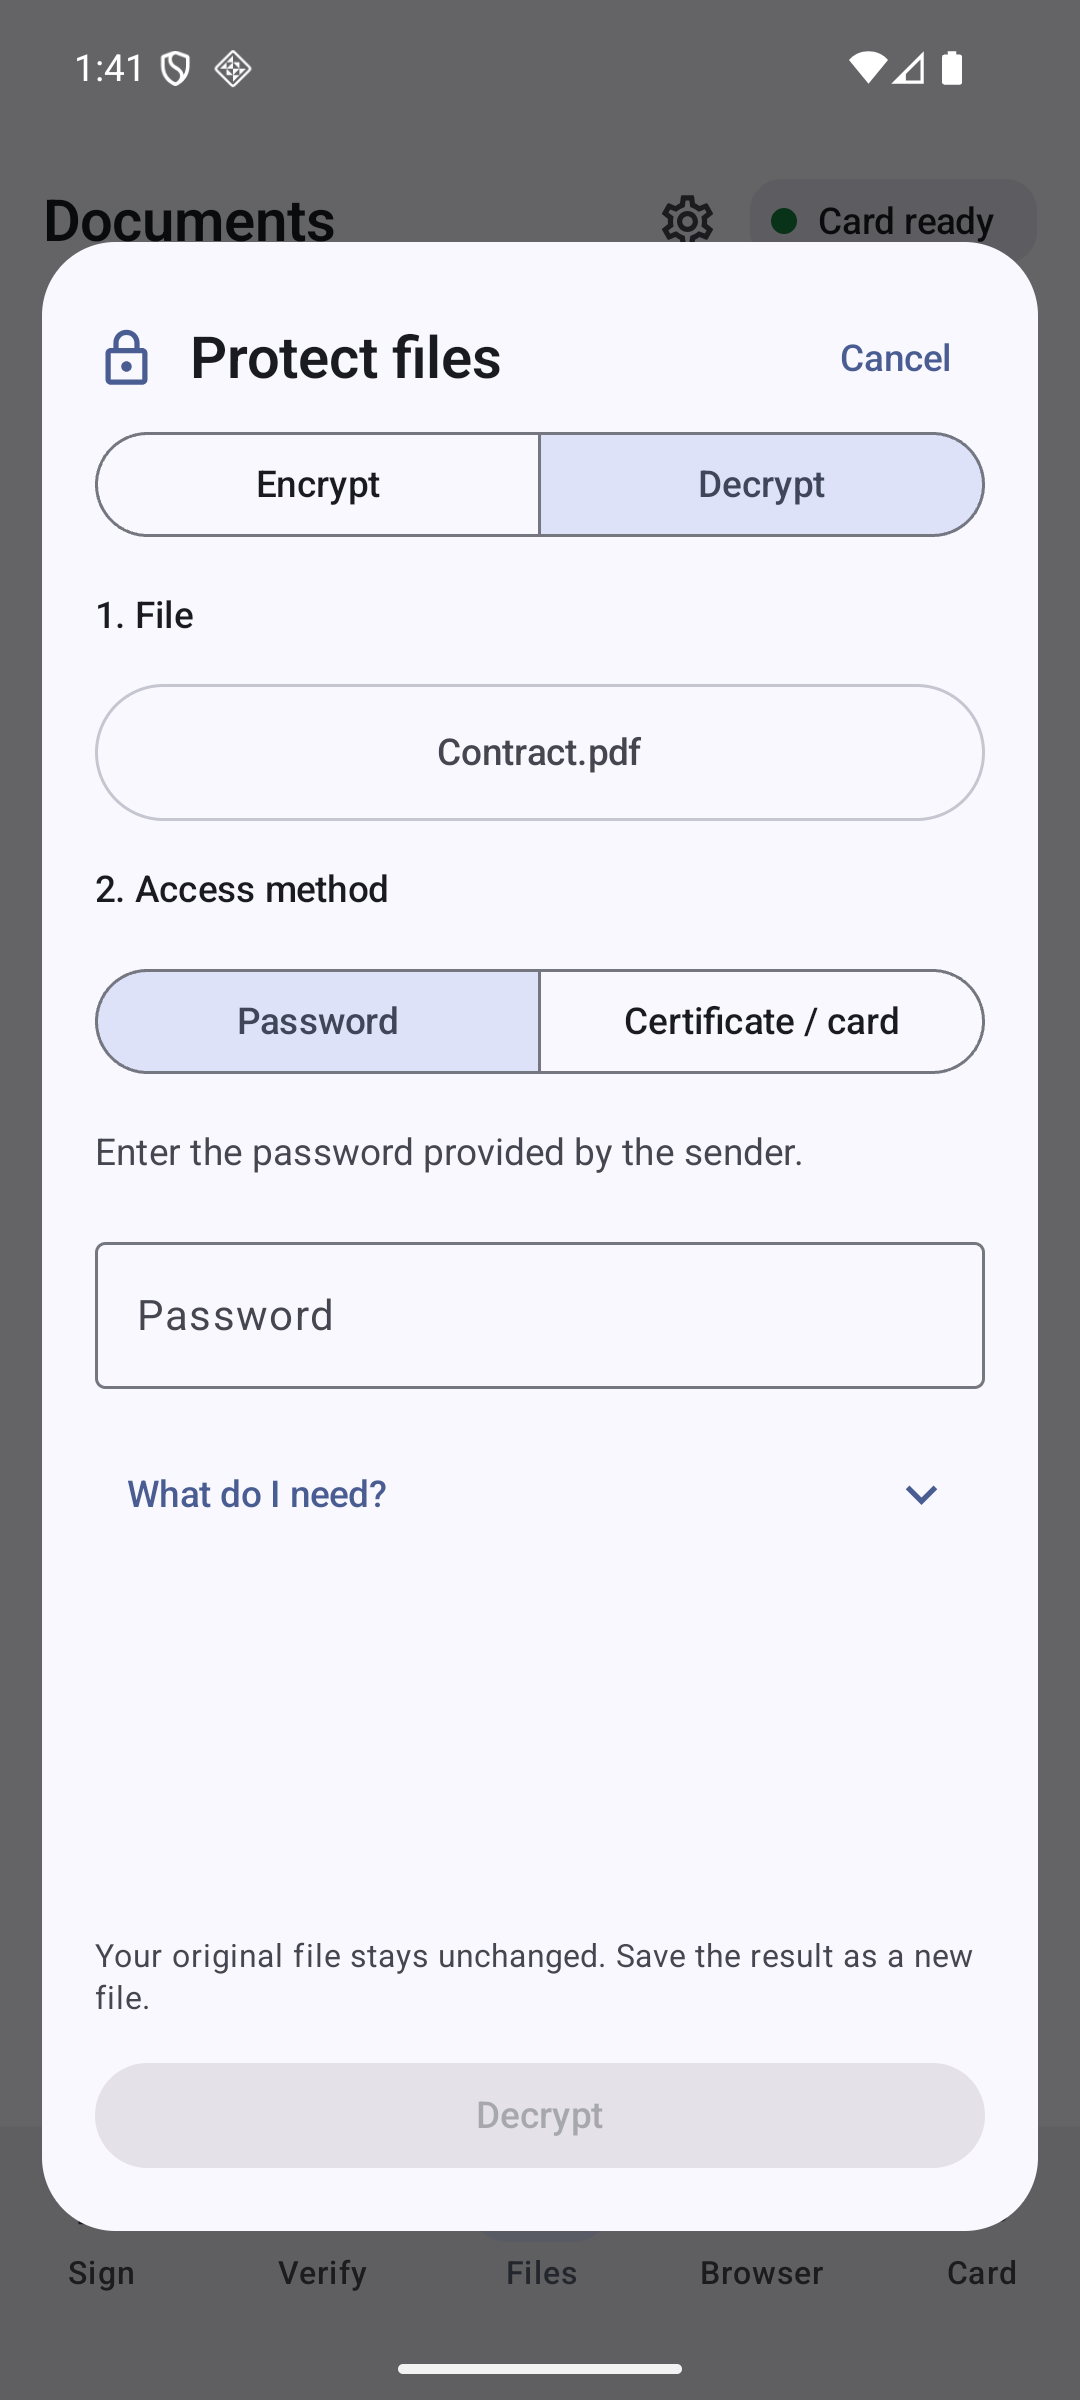 1:41
Documents
Card ready
Protect files
Cancel
Encrypt
Decrypt
1. File
Contract.pdf
2. Access method
Password
Certificate / card
Enter the password provided by the sender.
Password
What do I need?
Your original file stays unchanged. Save the result as a new
file.
Decrypt
Sign
Verify
Files
Browser
Card